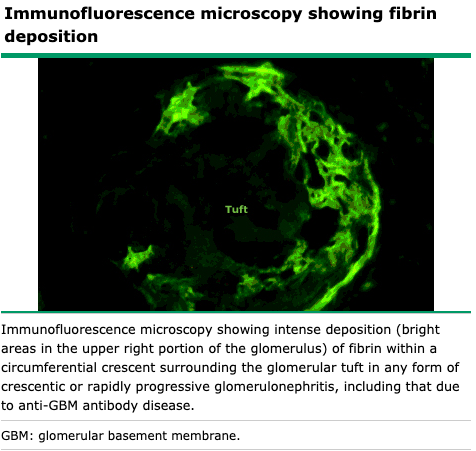 Immunofluorescence microscopy showing fibrin
deposition
Tuft
Immunofluorescence microscopy showing intense deposition (bright
areas in the upper right portion of the glomerulus) of fibrin within a
circumferential crescent surrounding the glomerular tuft in any form of
crescentic or rapidly progressive glomerulonephritis, including that due
to anti-GBM antibody disease.
GBM: glomerular basement membrane.